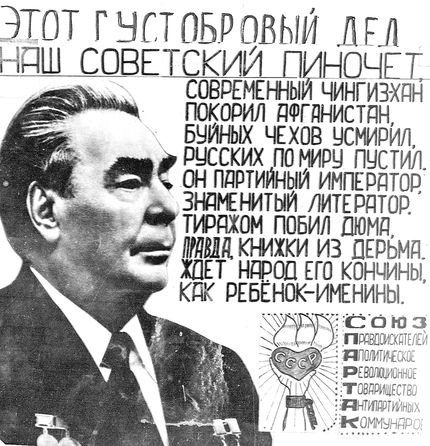 ЭТОТ ГУСТОБРОВЫЙ ДЕД
НАШ СОВЕТСКИЙ ПИНОЧЕТ,
СОВРЕМЕННЫЙ ЧИНГИЗХАН
ПОКОРИЛ АФГАНИСТАН,
БУЙНЫХ ЧЕХОВ УСМИРИЛ,
РУССКИХ ПО МИРУ ПУСТИЛ.
ОН ПАРТИЙНЫЙ ИМПЕРАТОР,
ЗНАМЕНИТЫЙ ЛИТЕРАТОР.
ТИРАЖОМ ПОБИЛ ДЮМА,
ПРАВДА, КНИЖКИ ИЗ ДЕРЬМА.
ЖДЕТ НАРОД ЕГО КОНЧИНЫ,
КАК РЕБЁНОК-ИМЕНИНЫ.
СССР
СОЮЗ
ПРАВДОИСКАТЕЛЕЙ
АПОЛИТИЧЕСКОЕ
РЕВОЛЮЦИОННОЕ
ТОВАРИЩЕСТВО
АНТИПАРТИЙНЫХ
КОММУНАРОВ